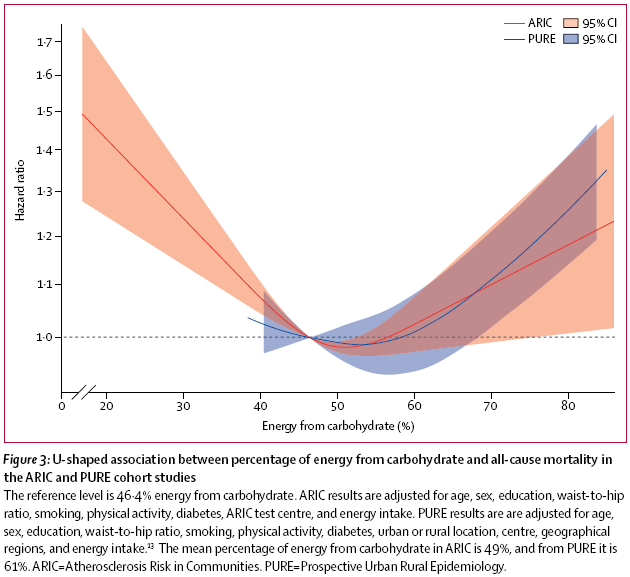 ARIC 95% CI
PURE 95% CI
1·7
1·6
1·5
1·4
1·3
1·2
1·1
1·0
Hazard ratio
0 20 30 40 50 60 70 80
Energy from carbohydrate (%)
Figure 3: U-shaped association between percentage of energy from carbohydrate and all-cause mortality in
the ARIC and PURE cohort studies
The reference level is 46·4% energy from carbohydrate. ARIC results are adjusted for age, sex, education, waist-to-hip
ratio, smoking, physical activity, diabetes, ARIC test centre, and energy intake. PURE results are are adjusted for age,
sex, education, waist-to-hip ratio, smoking, physical activity, diabetes, urban or rural location, centre, geographical
regions, and energy intake.¹³ The mean percentage of energy from carbohydrate in ARIC is 49%, and from PURE it is
61%. ARIC=Atherosclerosis Risk in Communities. PURE=Prospective Urban Rural Epidemiology.